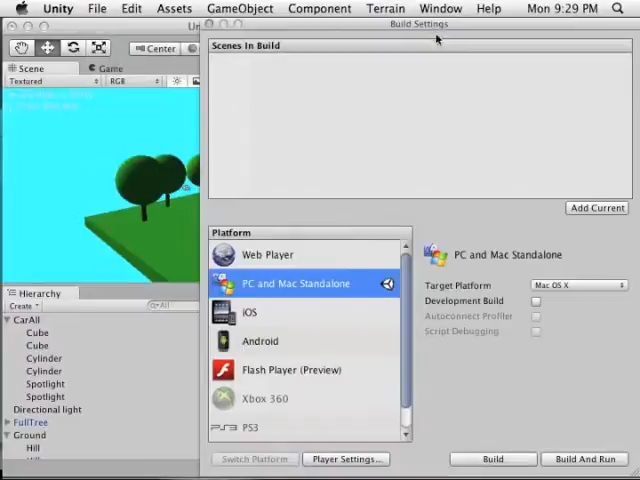 Unity File Edit Assets GameObject Component Terrain Window Help Mon 9:29 PM
Build Settings
Center
Scene Game
Textured RGB
Scenes In Build
Add Current
Platform
Web Player
PC and Mac Standalone
iOS
Android
Flash Player (Preview)
Xbox 360
PS3
PC and Mac Standalone
Target Platform Mac OS X
Development Build
Autoconnect Profiler
Script Debugging
Switch Platform Player Settings... Build Build And Run
Hierarchy
Create All
CarAll
Cube
Cube
Cylinder
Cylinder
Spotlight
Spotlight
Directional light
FullTree
Ground
Hill